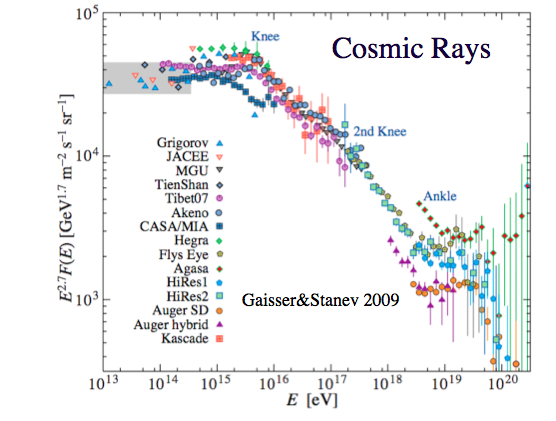 Cosmic Rays
Knee
2nd Knee
Ankle
10^5
10^4
10^3
E^2.7F(E) [GeV^1.7 m^−2 s^−1 sr^−1]
Grigorov
JACEE
MGU
TienShan
Tibet07
Akeno
CASA/MIA
Hegra
Flys Eye
Agasa
HiRes1
HiRes2
Auger SD
Auger hybrid
Kascade
Gaisser&Stanev 2009
10^13 10^14 10^15 10^16 10^17 10^18 10^19 10^20
E [eV]